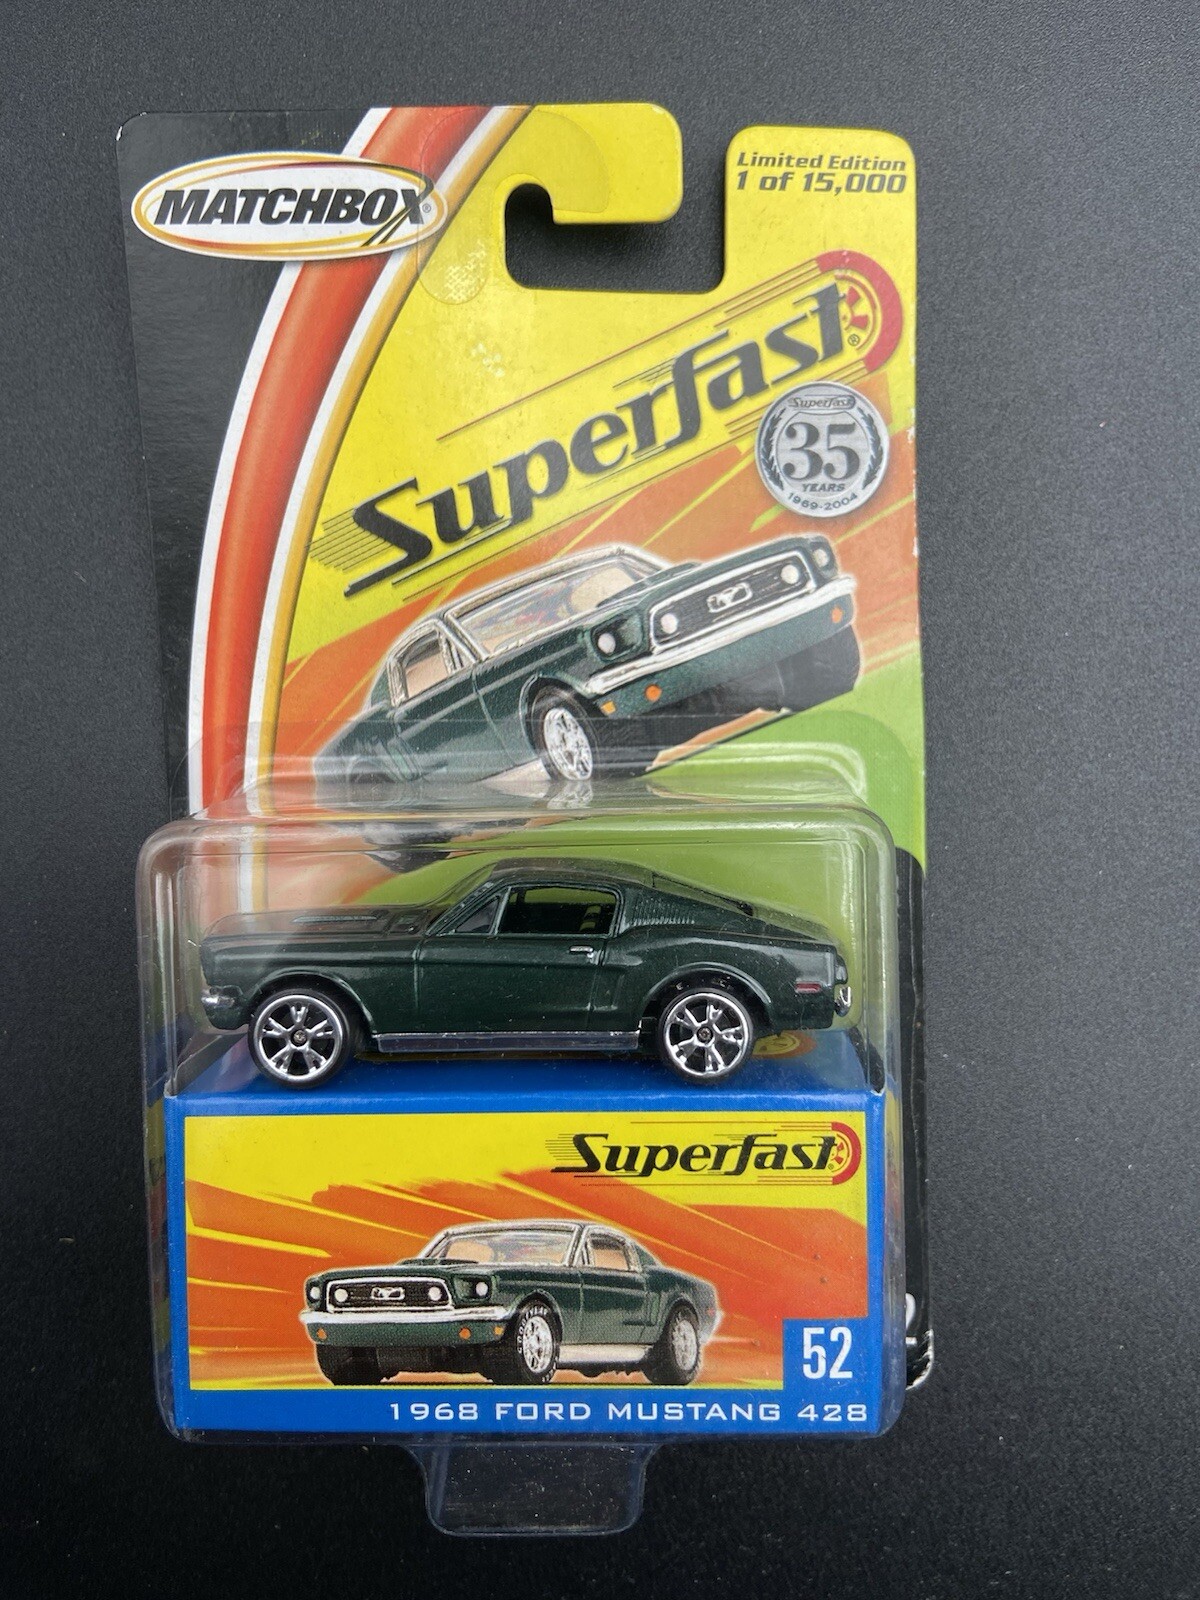 MATCHBOX®
Limited Edition
1 of 15,000
Superfast®
Superfast
35
YEARS
1969-2004
Superfast
52
1968 FORD MUSTANG 428